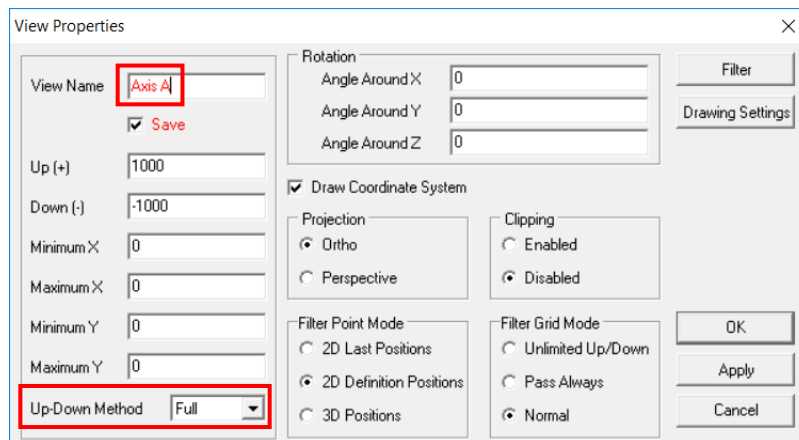 View Properties
View Name Axis A
Save
Up (+) 1000
Down (-) -1000
Minimum X 0
Maximum X 0
Minimum Y 0
Maximum Y 0
Up-Down Method Full
Rotation
Angle Around X 0
Angle Around Y 0
Angle Around Z 0
Draw Coordinate System
Projection
Ortho
Perspective
Clipping
Enabled
Disabled
Filter Point Mode
2D Last Positions
2D Definition Positions
3D Positions
Filter Grid Mode
Unlimited Up/Down
Pass Always
Normal
Filter
Drawing Settings
OK
Apply
Cancel